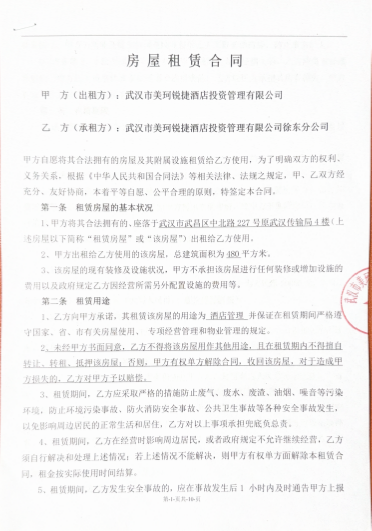 房屋租赁合同
甲　方（出租方）：武汉市美珂锐捷酒店投资管理有限公司
乙　方（承租方）：武汉市美珂锐捷酒店投资管理有限公司徐东分公司
甲方自愿将其合法拥有的房屋及其附属设施租赁给乙方使用，为了明确双方的权利、
义务关系，根据《中华人民共和国合同法》等相关法律、法规之规定，甲、乙双方经
充分、友好协商，本着平等自愿、公平合理的原则，特签定本合同。
第一条　租赁房屋的基本状况
1、甲方将其合法拥有的、座落于武汉市武昌区中北路227号原武汉传输局4楼（上
述房屋以下简称“租赁房屋”或“该房屋”）出租给乙方使用。
2、甲方出租给乙方使用的该房屋，总建筑面积为480平方米。
3、该房屋的现有装修及设施状况，甲方不承担该房屋进行任何装修或增加设施的
费用以及政府规定乙方因经营所需另外配置设施的费用等。
第二条　租赁用途
1、乙方向甲方承诺，其租赁该房屋的用途为 酒店管理 并保证在租赁期间严格遵
守国家、省、市有关房屋使用、专项经营管理和物业管理的规定。
2、未经甲方书面同意，乙方不得将该房屋用作其他用途，且在租赁期内不得擅自
转让、转租、抵押该房屋；否则，甲方有权单方解除合同，收回该房屋，对于造成甲
方损失的，乙方对甲方予以赔偿。
3、租赁期间，乙方应采取严格的措施防止废气、废水、废渣、油烟、噪音等污染
环境，防止环境污染事故、防火消防安全事故、公共卫生事故等各种安全事故发生，
以免影响周边居民的正常生活和居住，乙方对以上事项承担兜底负总责。
4、租赁期间，乙方在经营时影响周边居民，或者政府规定不允许继续经营，乙方
须自行解决和处理上述情况；若上述情况不能解决，则甲方有权单方面解除本租赁合
同，租金按实际使用时间结算。
5、租赁期间，乙方发生安全事故的，应在事故发生后1小时内及时通告甲方上报
第-1-页共-16-页